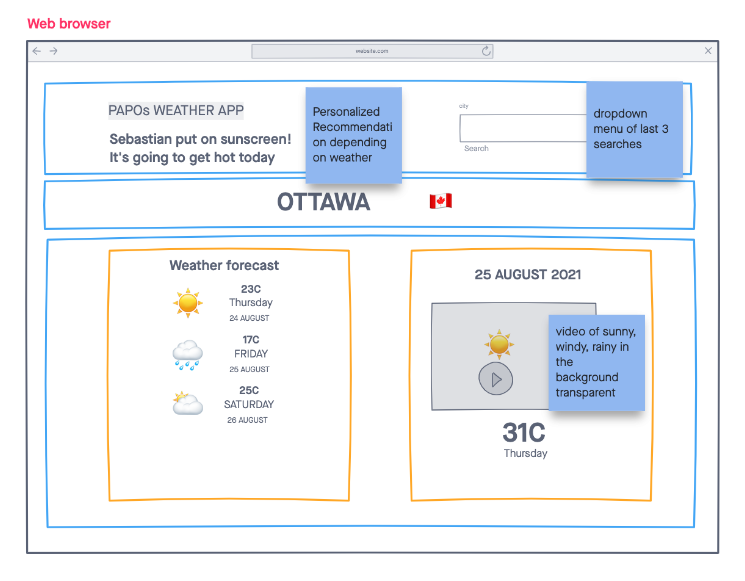 Web browser
website.com
PAPOs WEATHER APP
Sebastian put on sunscreen!
It's going to get hot today
Personalized
Recommendati
on depending
on weather
city
Search
dropdown
menu of last 3
searches
OTTAWA
Weather forecast
23C
Thursday
24 AUGUST
17C
FRIDAY
26 AUGUST
25C
SATURDAY
26 AUGUST
25 AUGUST 2021
video of sunny,
windy, rainy in
the
background
transparent
31C
Thursday